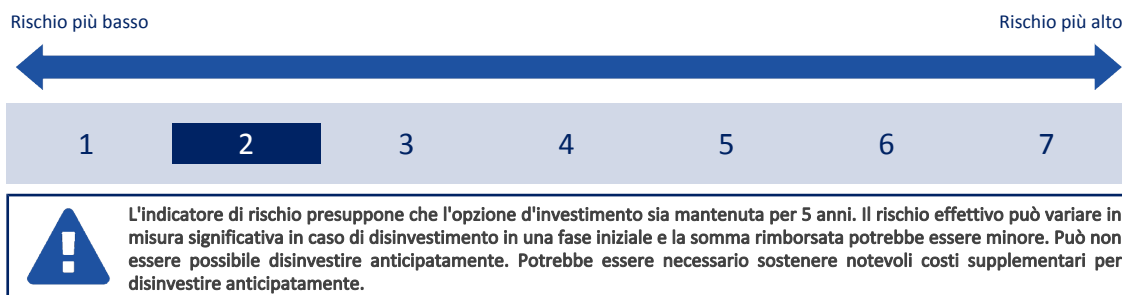 Rischio più basso Rischio più alto
1 2 3 4 5 6 7
L'indicatore di rischio presuppone che l'opzione d'investimento sia mantenuta per 5 anni. Il rischio effettivo può variare in
misura significativa in caso di disinvestimento in una fase iniziale e la somma rimborsata potrebbe essere minore. Può non
essere possibile disinvestire anticipatamente. Potrebbe essere necessario sostenere notevoli costi supplementari per
disinvestire anticipatamente.